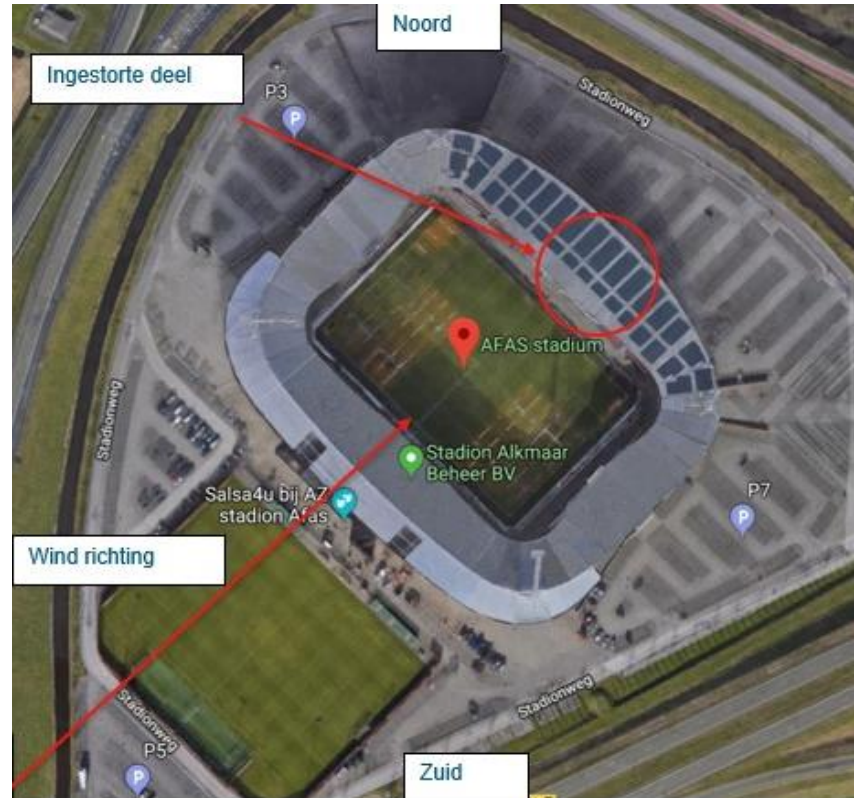 Noord
Ingestorte deel
P3
Stadionweg
AFAS stadium
Stadionweg
Stadion Alkmaar
Beheer BV
Salsa4u bij AZ
stadion Afas
P7
Wind richting
Stadionweg
Stadionweg
P5
Zuid